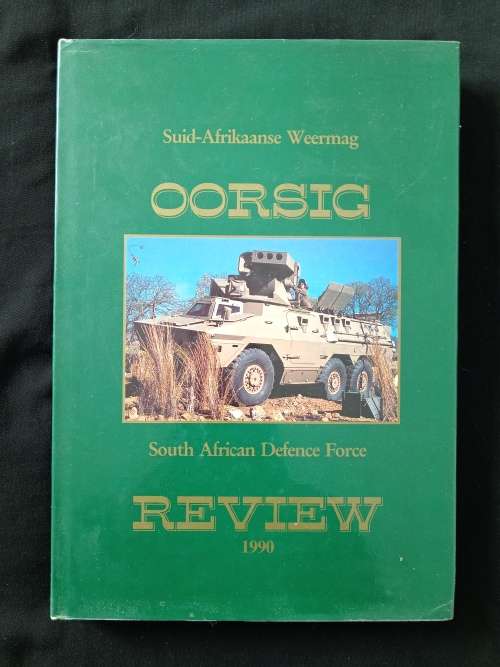 Suid-Afrikaanse Weermag
OORSIG
South African Defence Force
REVIEW
1990